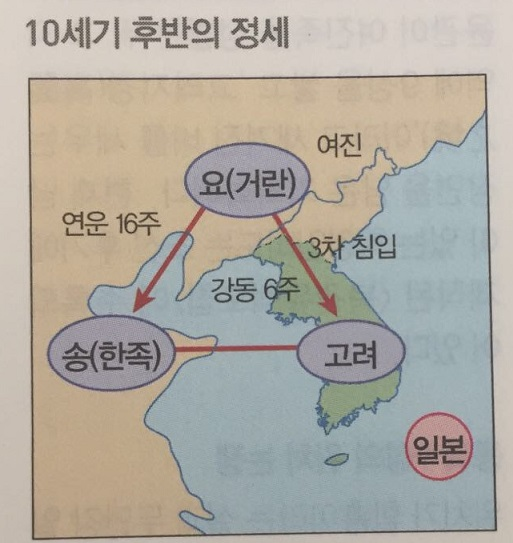 10세기 후반의 정세
여진
요(거란)
연운 16주
3차 침입
강동 6주
송(한족)
고려
일본